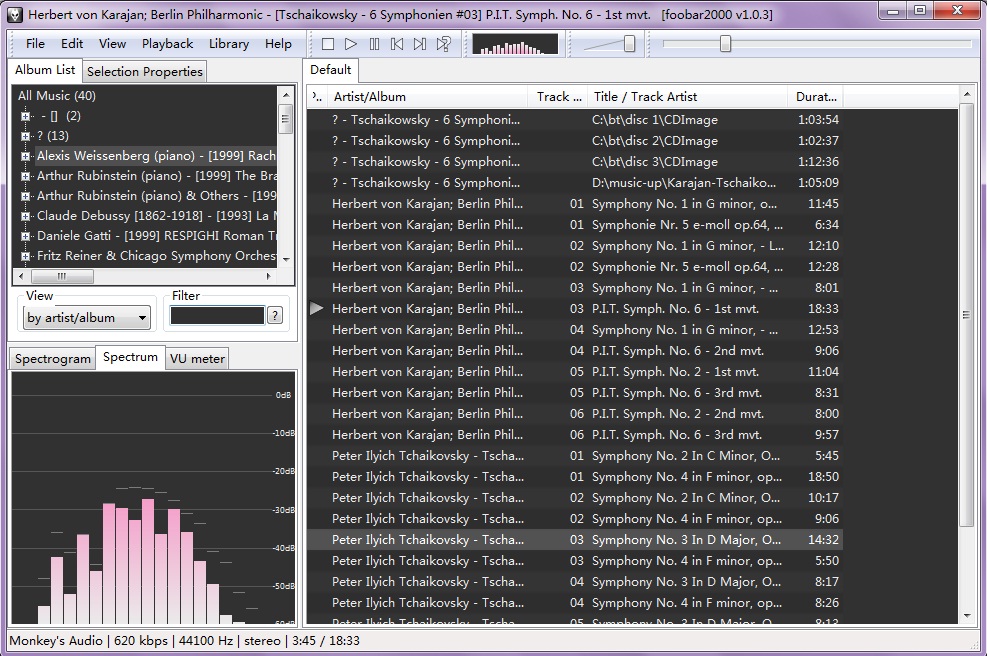 Herbert von Karajan; Berlin Philharmonic - [Tschaikowsky - 6 Symphonien #03] P.I.T. Symph. No. 6 - 1st mvt. [foobar2000 v1.0.3]
File Edit View Playback Library Help
Album List Selection Properties
All Music (40)
- [] (2)
? (13)
Alexis Weissenberg (piano) - [1999] Rach
Arthur Rubinstein (piano) - [1999] The Bra
Arthur Rubinstein (piano) & Others - [199
Claude Debussy [1862-1918] - [1993] La M
Daniele Gatti - [1999] RESPIGHI Roman Tr
Fritz Reiner & Chicago Symphony Orchest
View
by artist/album
Filter
?
Spectrogram Spectrum VU meter
0dB
-10dB
-20dB
-30dB
-40dB
-50dB
Default
Artist/Album Track ... Title / Track Artist Durat...
? - Tschaikowsky - 6 Symphoni... C:\bt\disc 1\CDImage 1:03:54
? - Tschaikowsky - 6 Symphoni... C:\bt\disc 2\CDImage 1:02:37
? - Tschaikowsky - 6 Symphoni... C:\bt\disc 3\CDImage 1:12:36
? - Tschaikowsky - 6 Symphoni... D:\music-up\Karajan-Tschaiko... 1:05:09
Herbert von Karajan; Berlin Phil... 01 Symphony No. 1 in G minor, o... 11:45
Herbert von Karajan; Berlin Phil... 01 Symphonie Nr. 5 e-moll op.64, ... 6:34
Herbert von Karajan; Berlin Phil... 02 Symphony No. 1 in G minor, - L... 12:10
Herbert von Karajan; Berlin Phil... 02 Symphonie Nr. 5 e-moll op.64, ... 12:28
Herbert von Karajan; Berlin Phil... 03 Symphony No. 1 in G minor, - ... 8:01
Herbert von Karajan; Berlin Phil... 03 P.I.T. Symph. No. 6 - 1st mvt. 18:33
Herbert von Karajan; Berlin Phil... 04 Symphony No. 1 in G minor, - ... 12:53
Herbert von Karajan; Berlin Phil... 04 P.I.T. Symph. No. 6 - 2nd mvt. 9:06
Herbert von Karajan; Berlin Phil... 05 P.I.T. Symph. No. 2 - 1st mvt. 11:04
Herbert von Karajan; Berlin Phil... 05 P.I.T. Symph. No. 6 - 3rd mvt. 8:31
Herbert von Karajan; Berlin Phil... 06 P.I.T. Symph. No. 2 - 2nd mvt. 8:00
Herbert von Karajan; Berlin Phil... 06 P.I.T. Symph. No. 6 - 3rd mvt. 9:57
Peter Ilyich Tchaikovsky - Tscha... 01 Symphony No. 2 In C Minor, O... 5:45
Peter Ilyich Tchaikovsky - Tscha... 01 Symphony No. 4 in F minor, op... 18:50
Peter Ilyich Tchaikovsky - Tscha... 02 Symphony No. 2 In C Minor, O... 10:17
Peter Ilyich Tchaikovsky - Tscha... 02 Symphony No. 4 in F minor, op... 9:06
Peter Ilyich Tchaikovsky - Tscha... 03 Symphony No. 3 In D Major, O... 14:32
Peter Ilyich Tchaikovsky - Tscha... 03 Symphony No. 4 in F minor, op... 5:50
Peter Ilyich Tchaikovsky - Tscha... 04 Symphony No. 3 In D Major, O... 8:17
Peter Ilyich Tchaikovsky - Tscha... 04 Symphony No. 4 in F minor, op... 8:26
Peter Ilyich Tchaikovsky - Tscha... 05 Symphony No. 3 In D Major, O... 8:13
Monkey's Audio | 620 kbps | 44100 Hz | stereo | 3:45 / 18:33